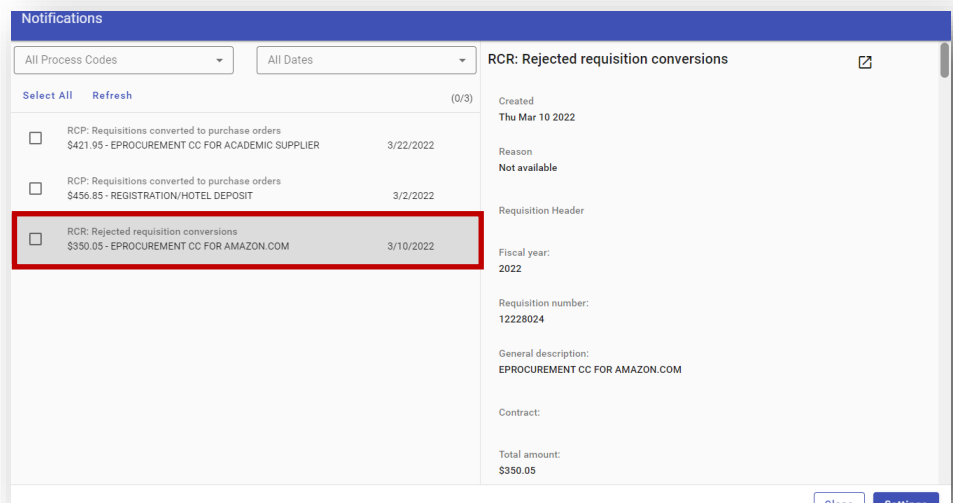 Notifications
All Process Codes
All Dates
Select All Refresh (0/3)
RCP: Requisitions converted to purchase orders
$421.95 - EPROCUREMENT CC FOR ACADEMIC SUPPLIER 3/22/2022
RCP: Requisitions converted to purchase orders
$456.85 - REGISTRATION/HOTEL DEPOSIT 3/2/2022
RCR: Rejected requisition conversions
$350.05 - EPROCUREMENT CC FOR AMAZON.COM 3/10/2022
RCR: Rejected requisition conversions
Created
Thu Mar 10 2022
Reason
Not available
Requisition Header
Fiscal year:
2022
Requisition number:
12228024
General description:
EPROCUREMENT CC FOR AMAZON.COM
Contract:
Total amount:
$350.05
Close Settings